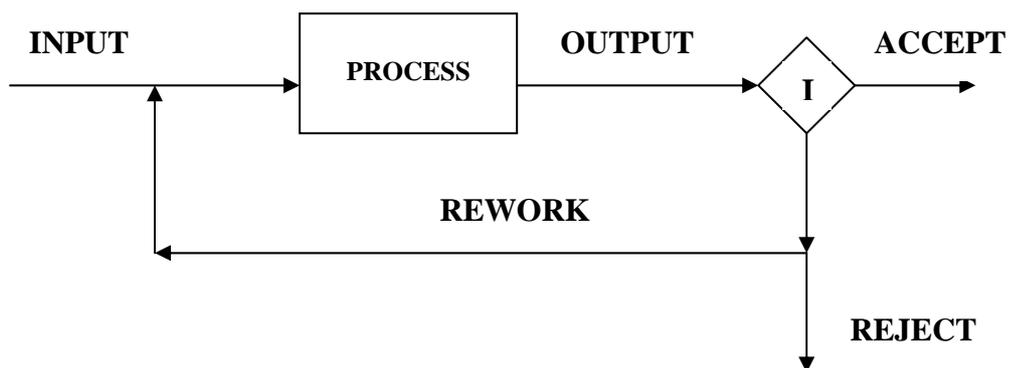 INPUT
PROCESS
OUTPUT
I
ACCEPT
REWORK
REJECT